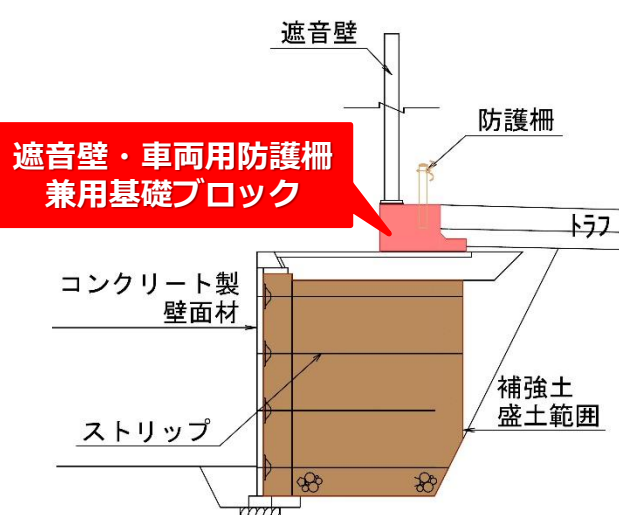 遮音壁
防護柵
遮音壁・車両用防護柵
兼用基礎ブロック
トラフ
コンクリート製
壁面材
補強土
盛土範囲
ストリップ